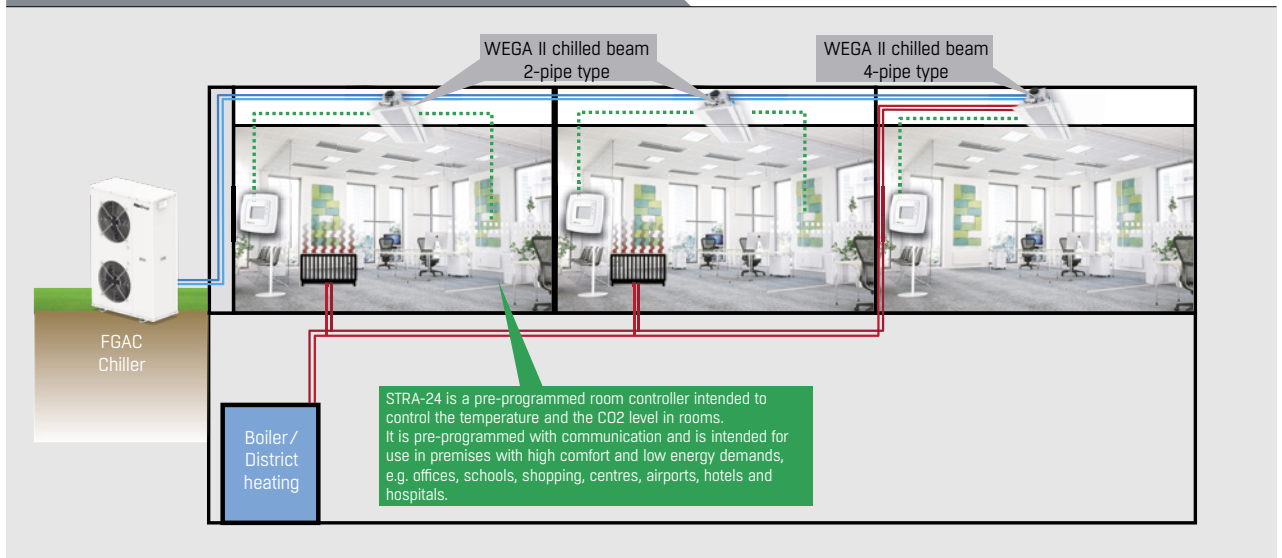 WEGA II chilled beam
2-pipe type
WEGA II chilled beam
4-pipe type
FGAC
Chiller
Boiler/
District
heating
STRA-24 is a pre-programmed room controller intended to
control the temperature and the CO2 level in rooms.
It is pre-programmed with communication and is intended for
use in premises with high comfort and low energy demands,
e.g. offices, schools, shopping, centres, airports, hotels and
hospitals.